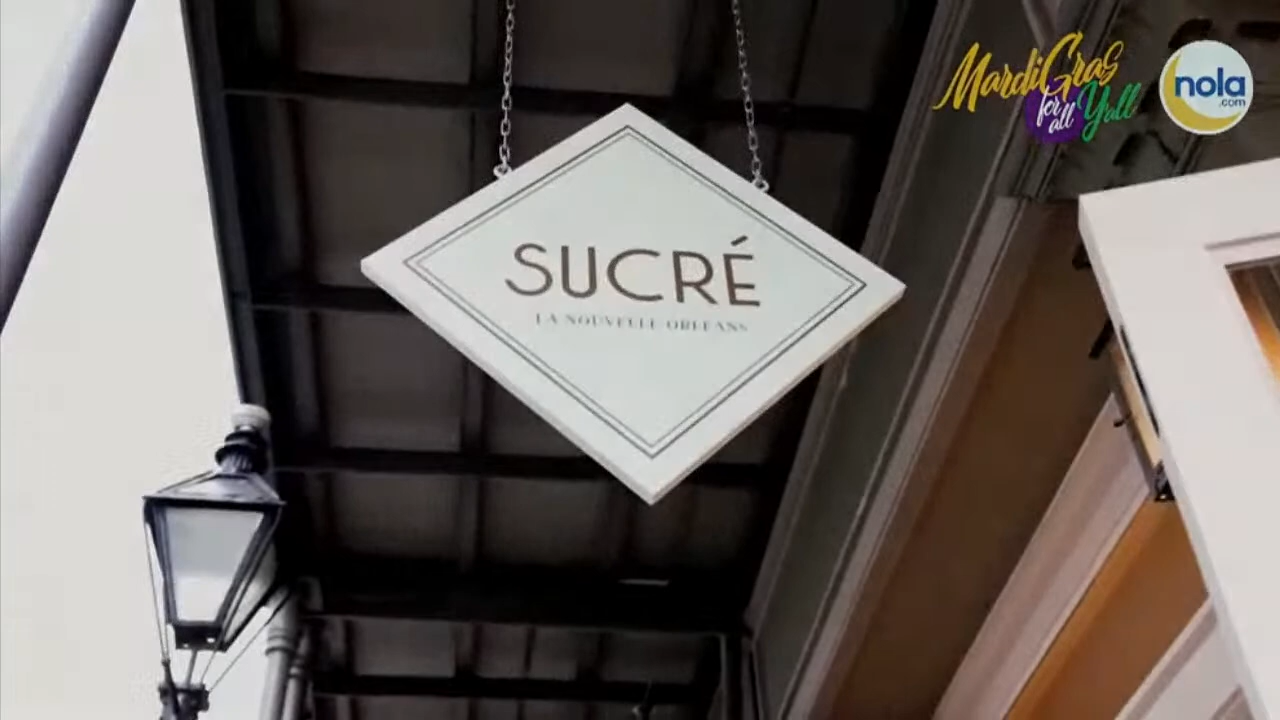 Mardi Gras
for all Y'all
nola
.com
SUCRÉ
LA NOUVELLE ORLEANS